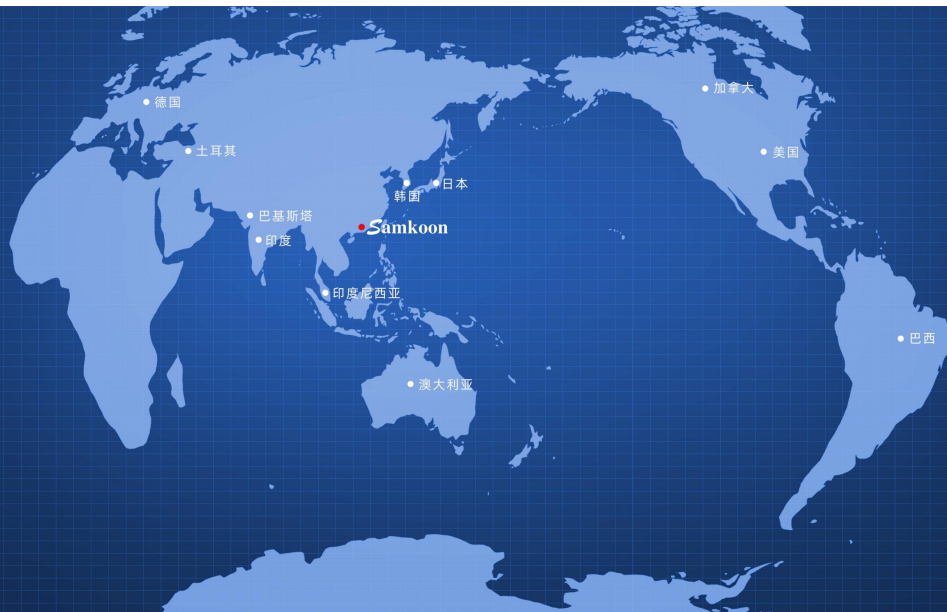 加拿大
德国
土耳其
美国
日本
韩国
巴基斯塔
Samkoon
印度
印度尼西亚
巴西
澳大利亚